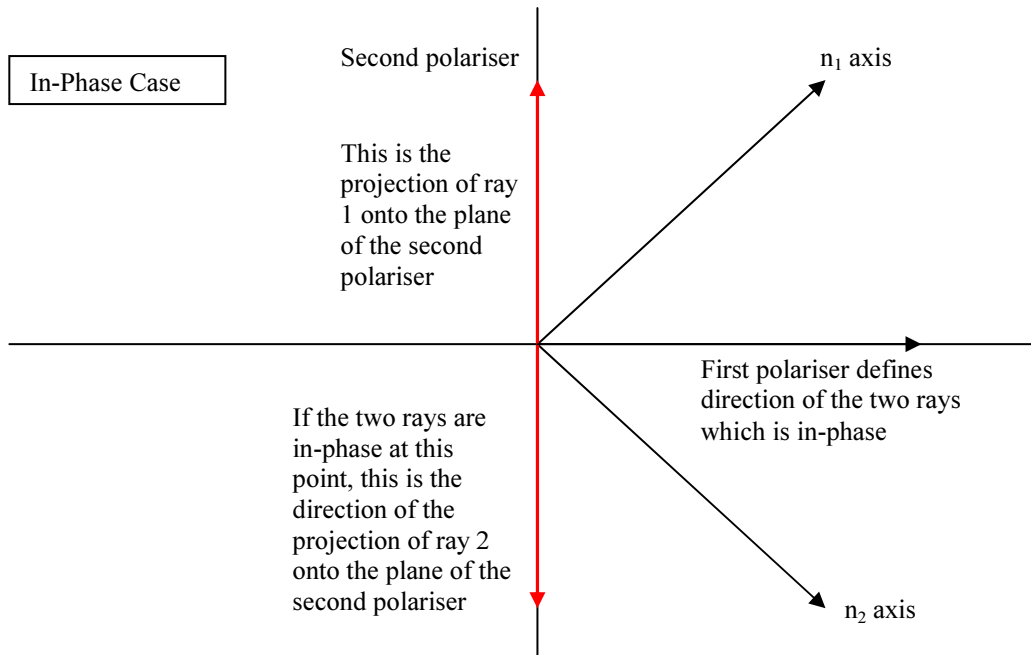 In-Phase Case
Second polariser
n₁ axis
This is the
projection of ray
1 onto the plane
of the second
polariser
First polariser defines
direction of the two rays
which is in-phase
If the two rays are
in-phase at this
point, this is the
direction of the
projection of ray 2
onto the plane of the
second polariser
n₂ axis